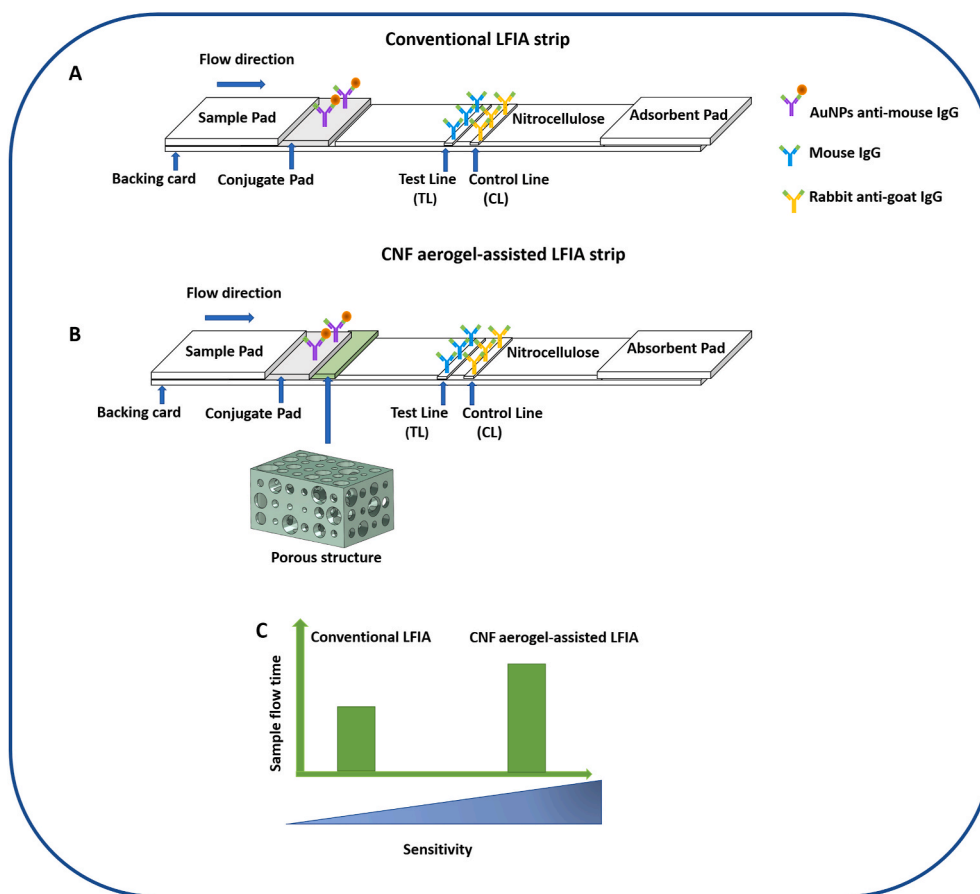 Conventional LFIA strip
A
Flow direction
Sample Pad
Nitrocellulose
Adsorbent Pad
Backing card
Conjugate Pad
Test Line
(TL)
Control Line
(CL)
AuNPs anti-mouse IgG
Mouse IgG
Rabbit anti-goat IgG
CNF aerogel-assisted LFIA strip
B
Flow direction
Sample Pad
Nitrocellulose
Absorbent Pad
Backing card
Conjugate Pad
Test Line
(TL)
Control Line
(CL)
Porous structure
C
Conventional LFIA
CNF aerogel-assisted LFIA
Sample flow time
Sensitivity